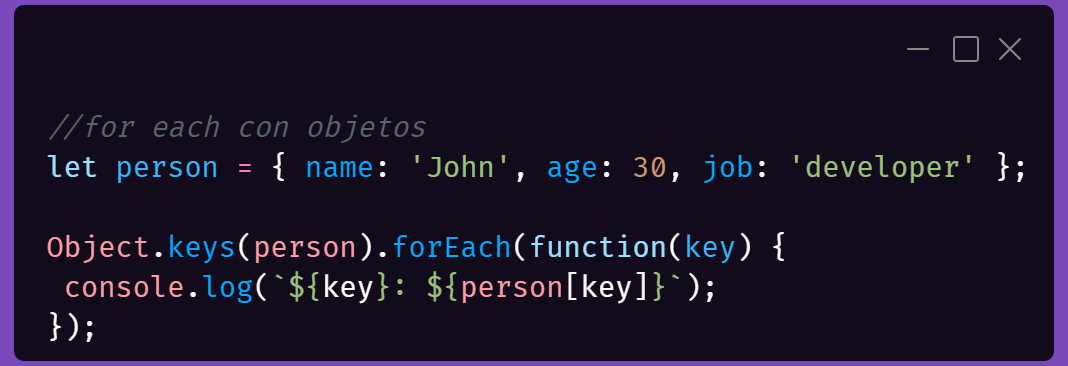 //for each con objetos
let person = { name: 'John', age: 30, job: 'developer' };
Object.keys(person).forEach(function(key) {
console.log(`${key}: ${person[key]}`);
});